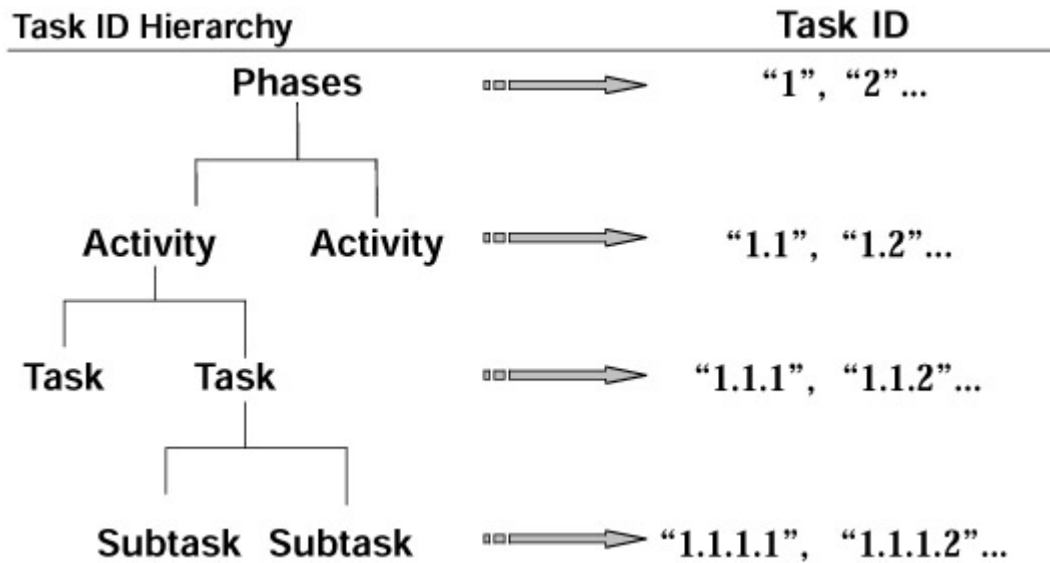 Task ID Hierarchy Task ID
Phases “1”, “2”...
Activity Activity “1.1”, “1.2”...
Task Task “1.1.1”, “1.1.2”...
Subtask Subtask “1.1.1.1”, “1.1.1.2”...